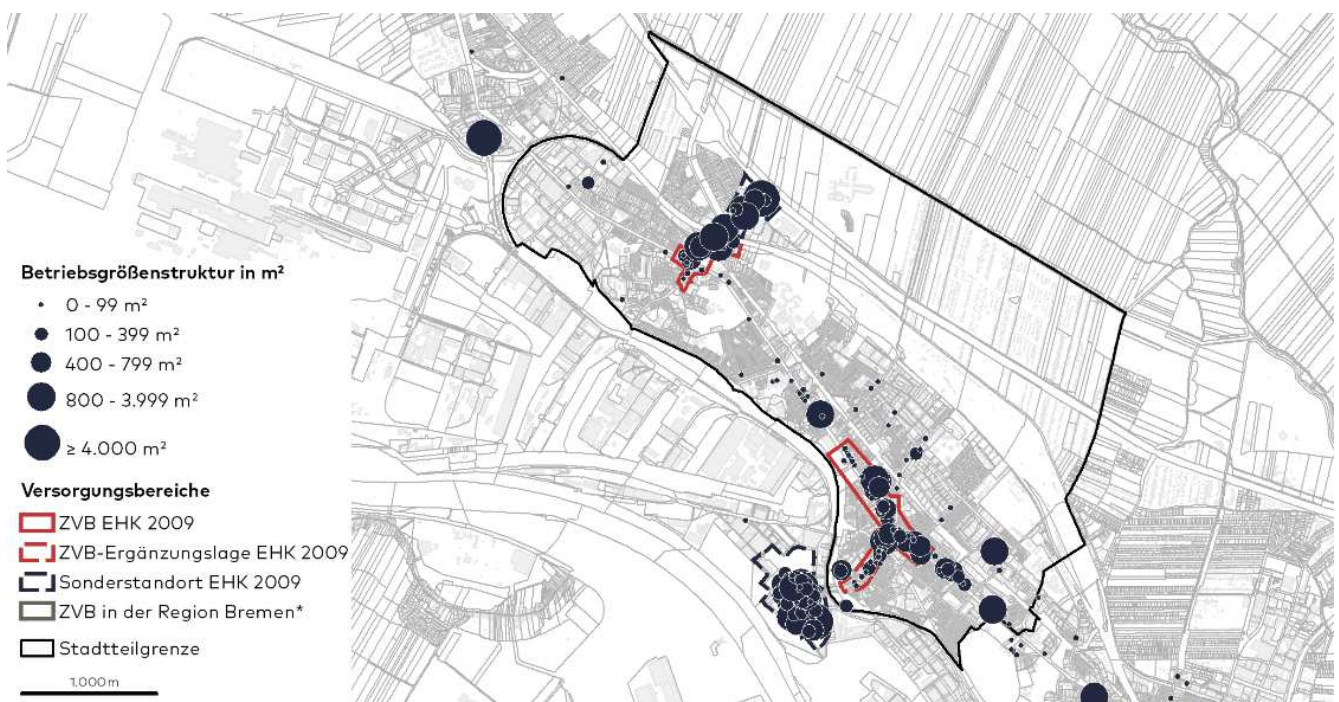 Betriebsgrößenstruktur in m²
0 - 99 m²
100 - 399 m²
400 - 799 m²
800 - 3.999 m²
≥ 4.000 m²
Versorgungsbereiche
ZVB EHK 2009
ZVB-Ergänzungslage EHK 2009
Sonderstandort EHK 2009
ZVB in der Region Bremen*
Stadtteilgrenze
1.000 m